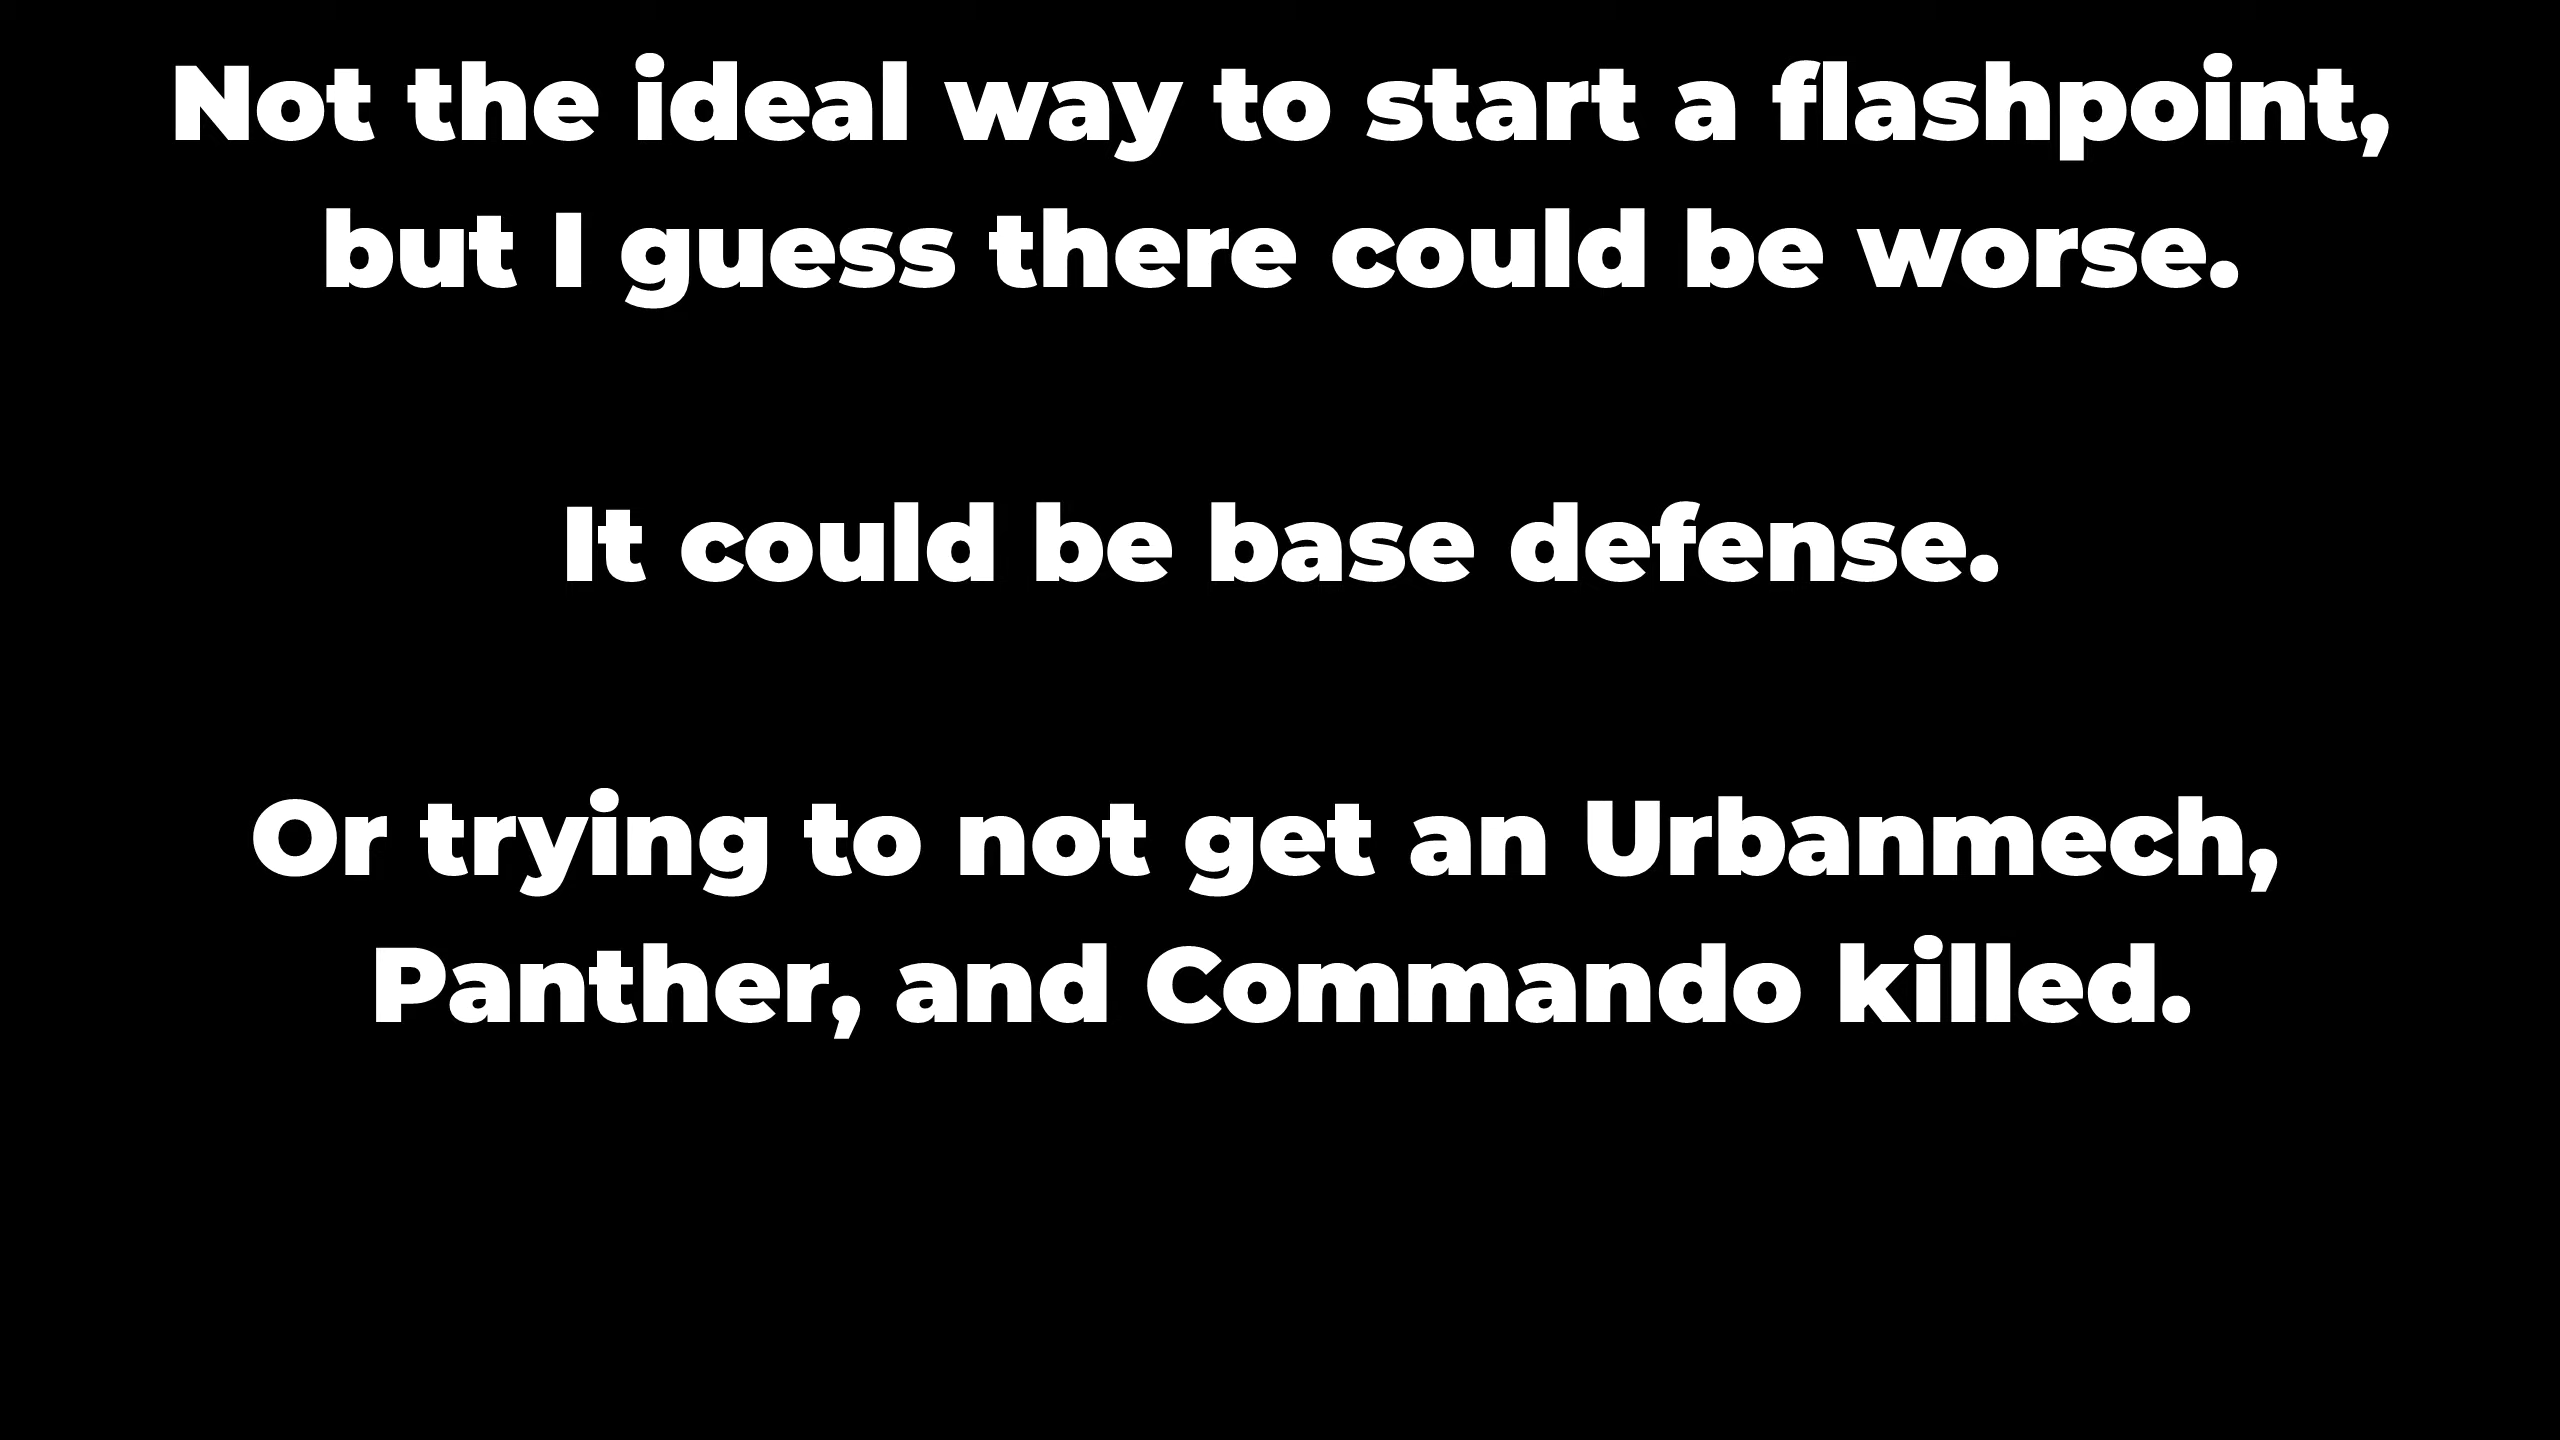 Not the ideal way to start a flashpoint,
but I guess there could be worse.
It could be base defense.
Or trying to not get an Urbanmech,
Panther, and Commando killed.